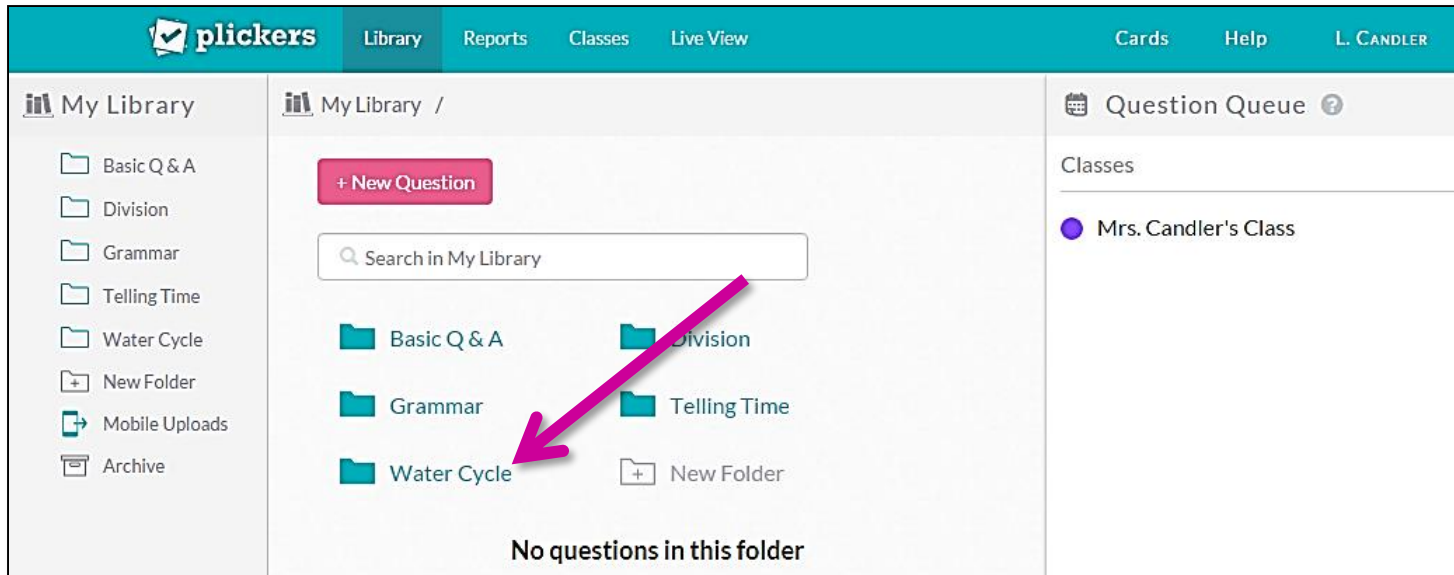 plickers Library Reports Classes Live View Cards Help L. CANDLER
My Library
Basic Q & A
Division
Grammar
Telling Time
Water Cycle
New Folder
Mobile Uploads
Archive
My Library /
+ New Question
Search in My Library
Basic Q & A Division
Grammar Telling Time
Water Cycle New Folder
No questions in this folder
Question Queue ?
Classes
Mrs. Candler's Class